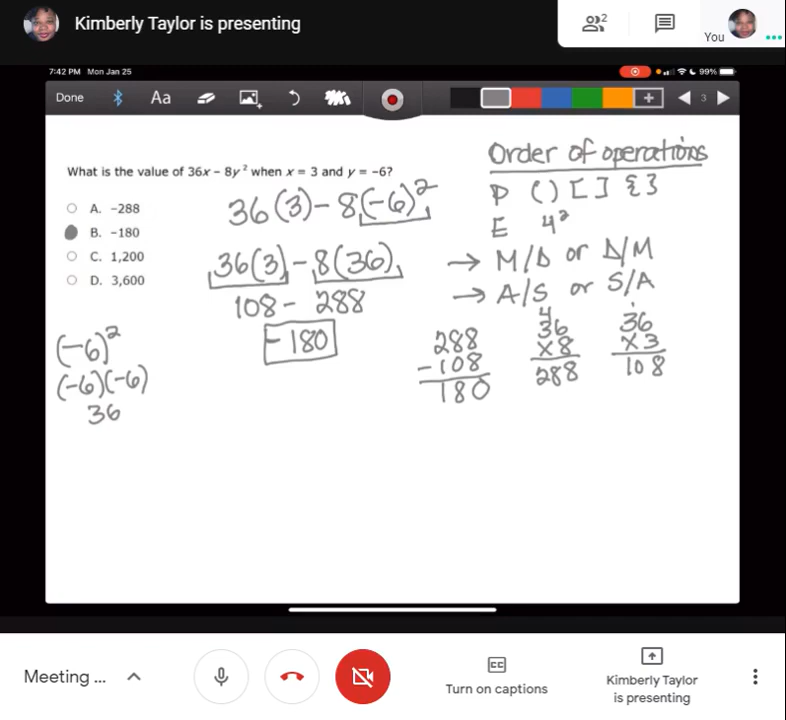 Kimberly Taylor is presenting
2
You
7:42 PM Mon Jan 25
99%
Done
Aa
3
What is the value of 36x – 8y² when x = 3 and y = –6?
A. –288
B. –180
C. 1,200
D. 3,600
36(3) – 8(–6)²
36(3) – 8(36)
108 – 288
–180
(–6)²
(–6)(–6)
36
Order of operations
P ( ) [ ] { }
E 4²
→ M/D or D/M
→ A/S or S/A
288
–108
180
4
36
×8
288
1
36
×3
108
Meeting ...
CC
Turn on captions
Kimberly Taylor
is presenting